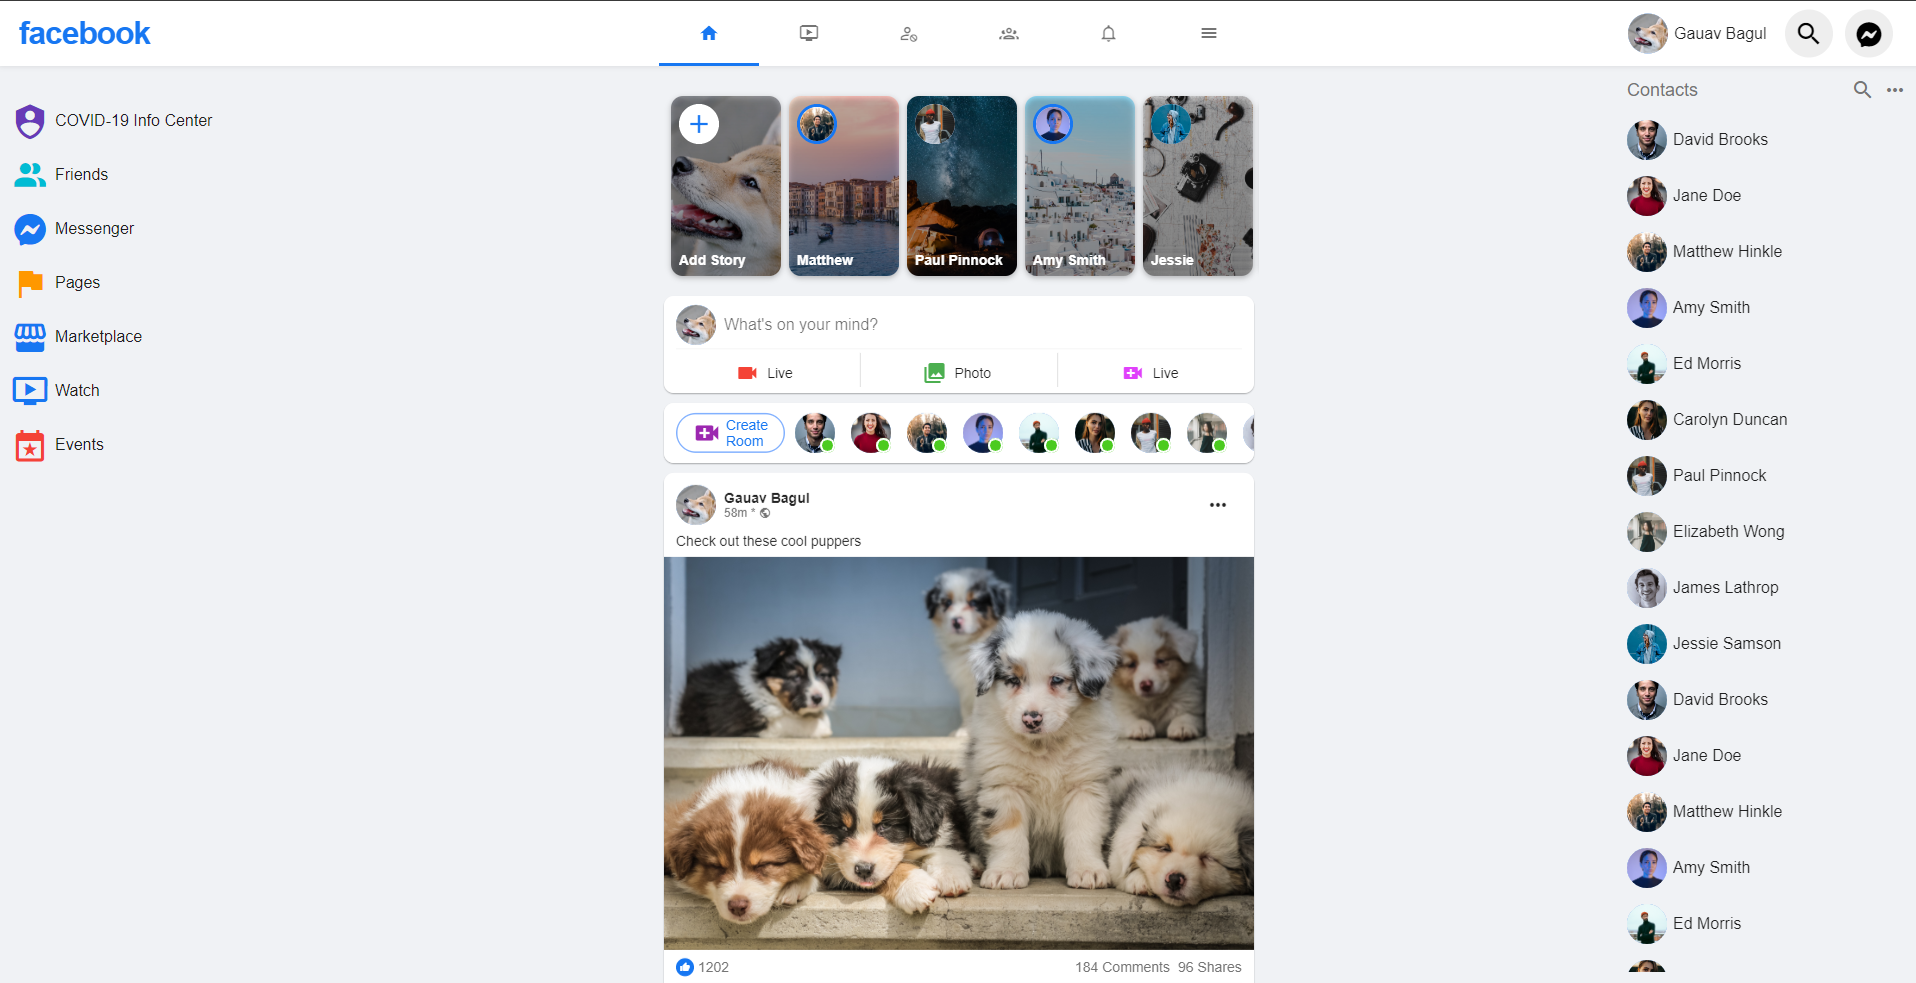 facebook
Gauav Bagul
COVID-19 Info Center
Friends
Messenger
Pages
Marketplace
Watch
Events
Add Story
Matthew
Paul Pinnock
Amy Smith
Jessie
What's on your mind?
Live
Photo
Live
Create
Room
Gauav Bagul
58m *
Check out these cool puppers
1202
184 Comments 96 Shares
Contacts
David Brooks
Jane Doe
Matthew Hinkle
Amy Smith
Ed Morris
Carolyn Duncan
Paul Pinnock
Elizabeth Wong
James Lathrop
Jessie Samson
David Brooks
Jane Doe
Matthew Hinkle
Amy Smith
Ed Morris